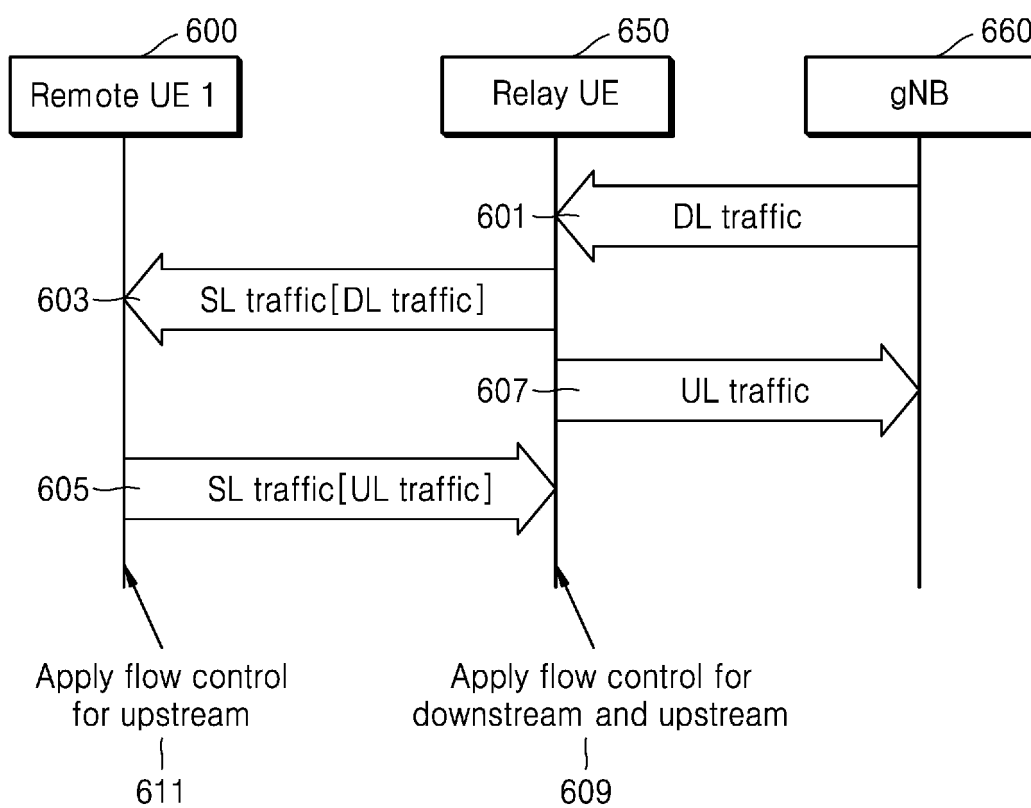 600
650
660
Remote UE 1
Relay UE
gNB
601
DL traffic
603
SL traffic[DL traffic]
607
UL traffic
605
SL traffic[UL traffic]
Apply flow control
for upstream
611
Apply flow control for
downstream and upstream
609